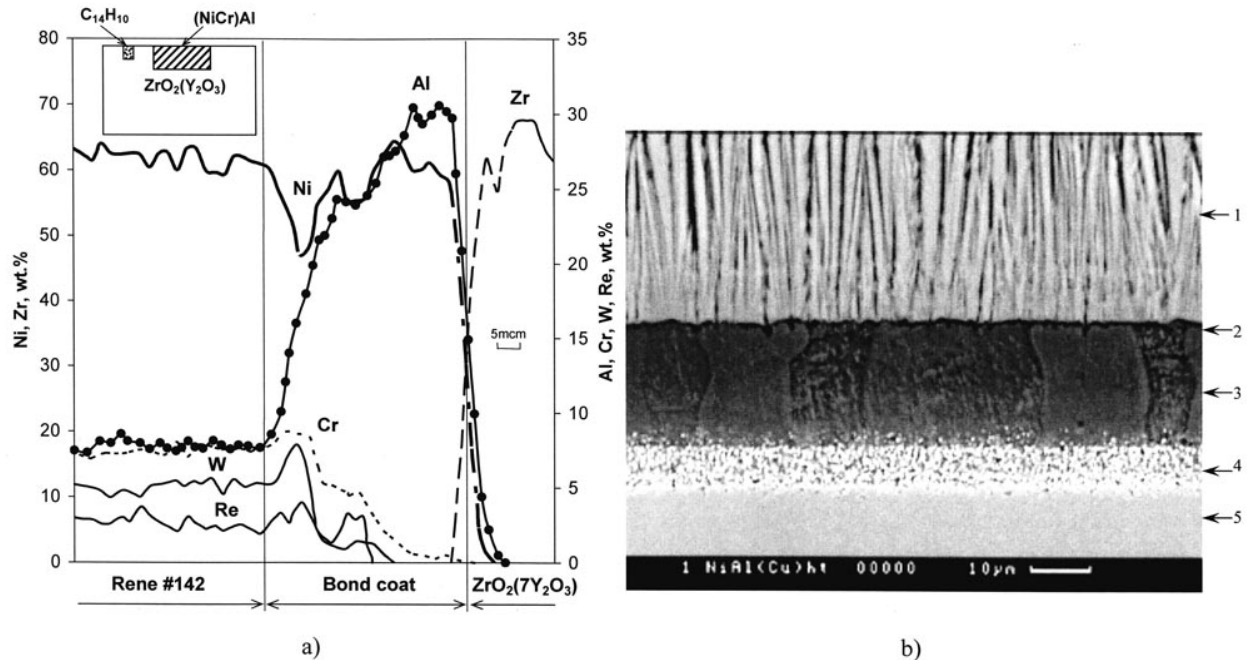 C₁₄H₁₀
(NiCr)Al
ZrO₂(Y₂O₃)
80
70
60
50
40
30
20
10
0
Ni, Zr, wt.%
Al
Zr
Ni
Cr
W
Re
5mcm
35
30
25
20
15
10
5
0
Al, Cr, W, Re, wt.%
Rene #142
Bond coat
ZrO₂(7Y₂O₃)
a)
1
2
3
4
5
1 NiAl(Cu)ht 00000 10µm
b)